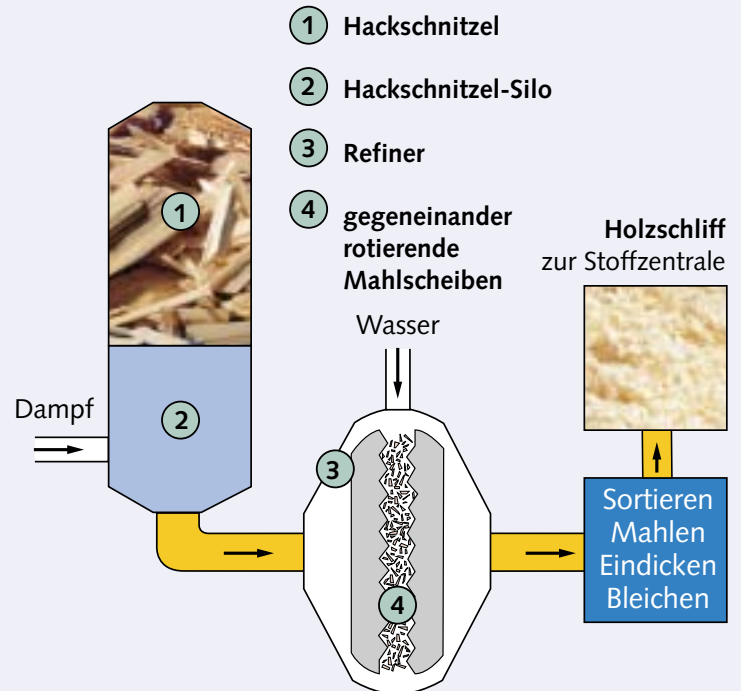 1 Hackschnitzel
2 Hackschnitzel-Silo
3 Refiner
4 gegeneinander
rotierende
Mahlscheiben
Holzschliff
zur Stoffzentrale
1
Wasser
Dampf
2
3
4
Sortieren
Mahlen
Eindicken
Bleichen